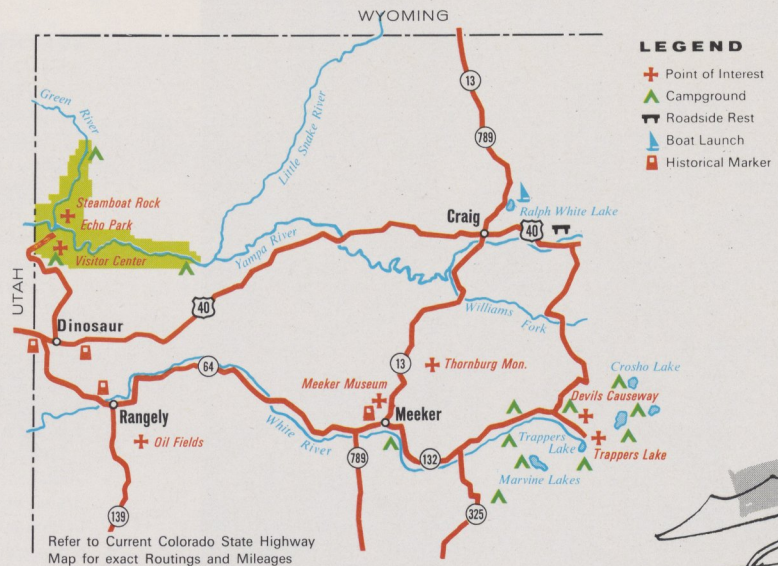 WYOMING
LEGEND
Point of Interest
Campground
Roadside Rest
Boat Launch
Historical Marker
13
789
Green River
Little Snake River
Steamboat Rock
Echo Park
Visitor Center
Yampa River
Craig
Ralph White Lake
40
UTAH
40
Williams Fork
Dinosaur
64
13
Thornburg Mon.
Meeker Museum
Crosho Lake
Devils Causeway
Rangely
Meeker
Oil Fields
White River
789
132
Trappers Lake
Trappers Lake
Marvine Lakes
139
325
Refer to Current Colorado State Highway
Map for exact Routings and Mileages